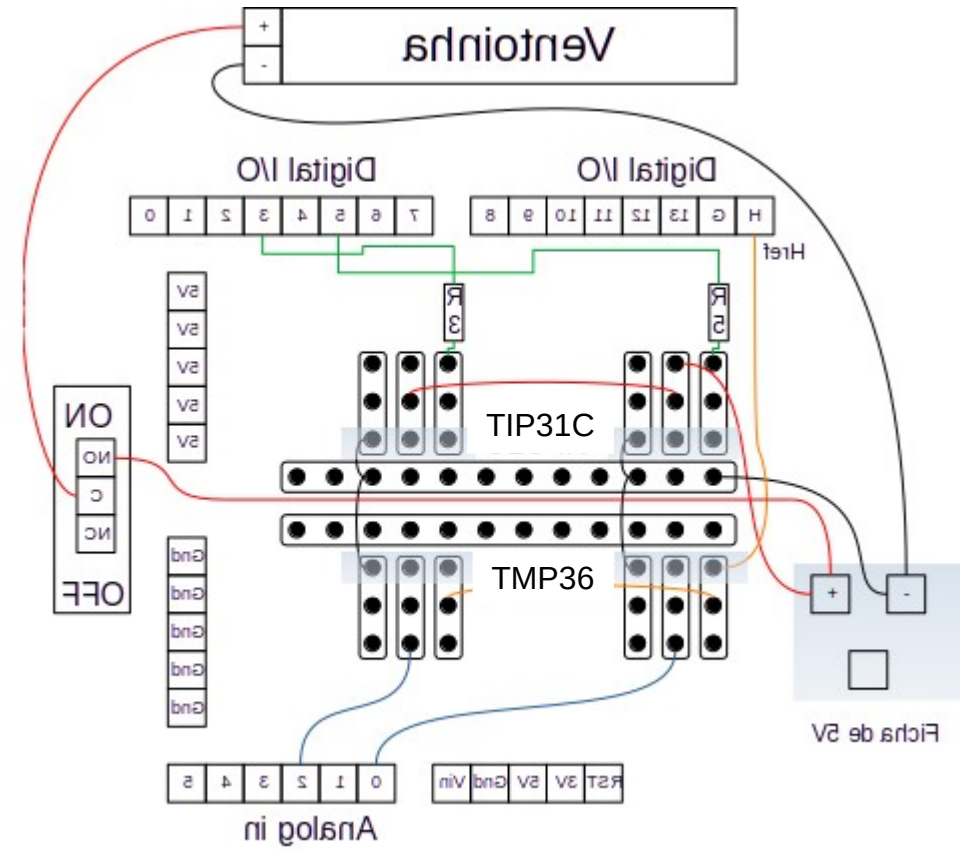 +
-
Ventoinha
Digital I/O
Digital I/O
0 1 2 3 4 5 6 7
8 9 10 11 12 13 G H
Href
5V
5V
5V
5V
5V
R
3
R
5
ON
NO
C
NC
OFF
TIP31C
TMP36
Gnd
Gnd
Gnd
Gnd
Gnd
+
-
Ficha de 5V
5 4 3 2 1 0
Vin Gnd 5V 3V RST
Analog in